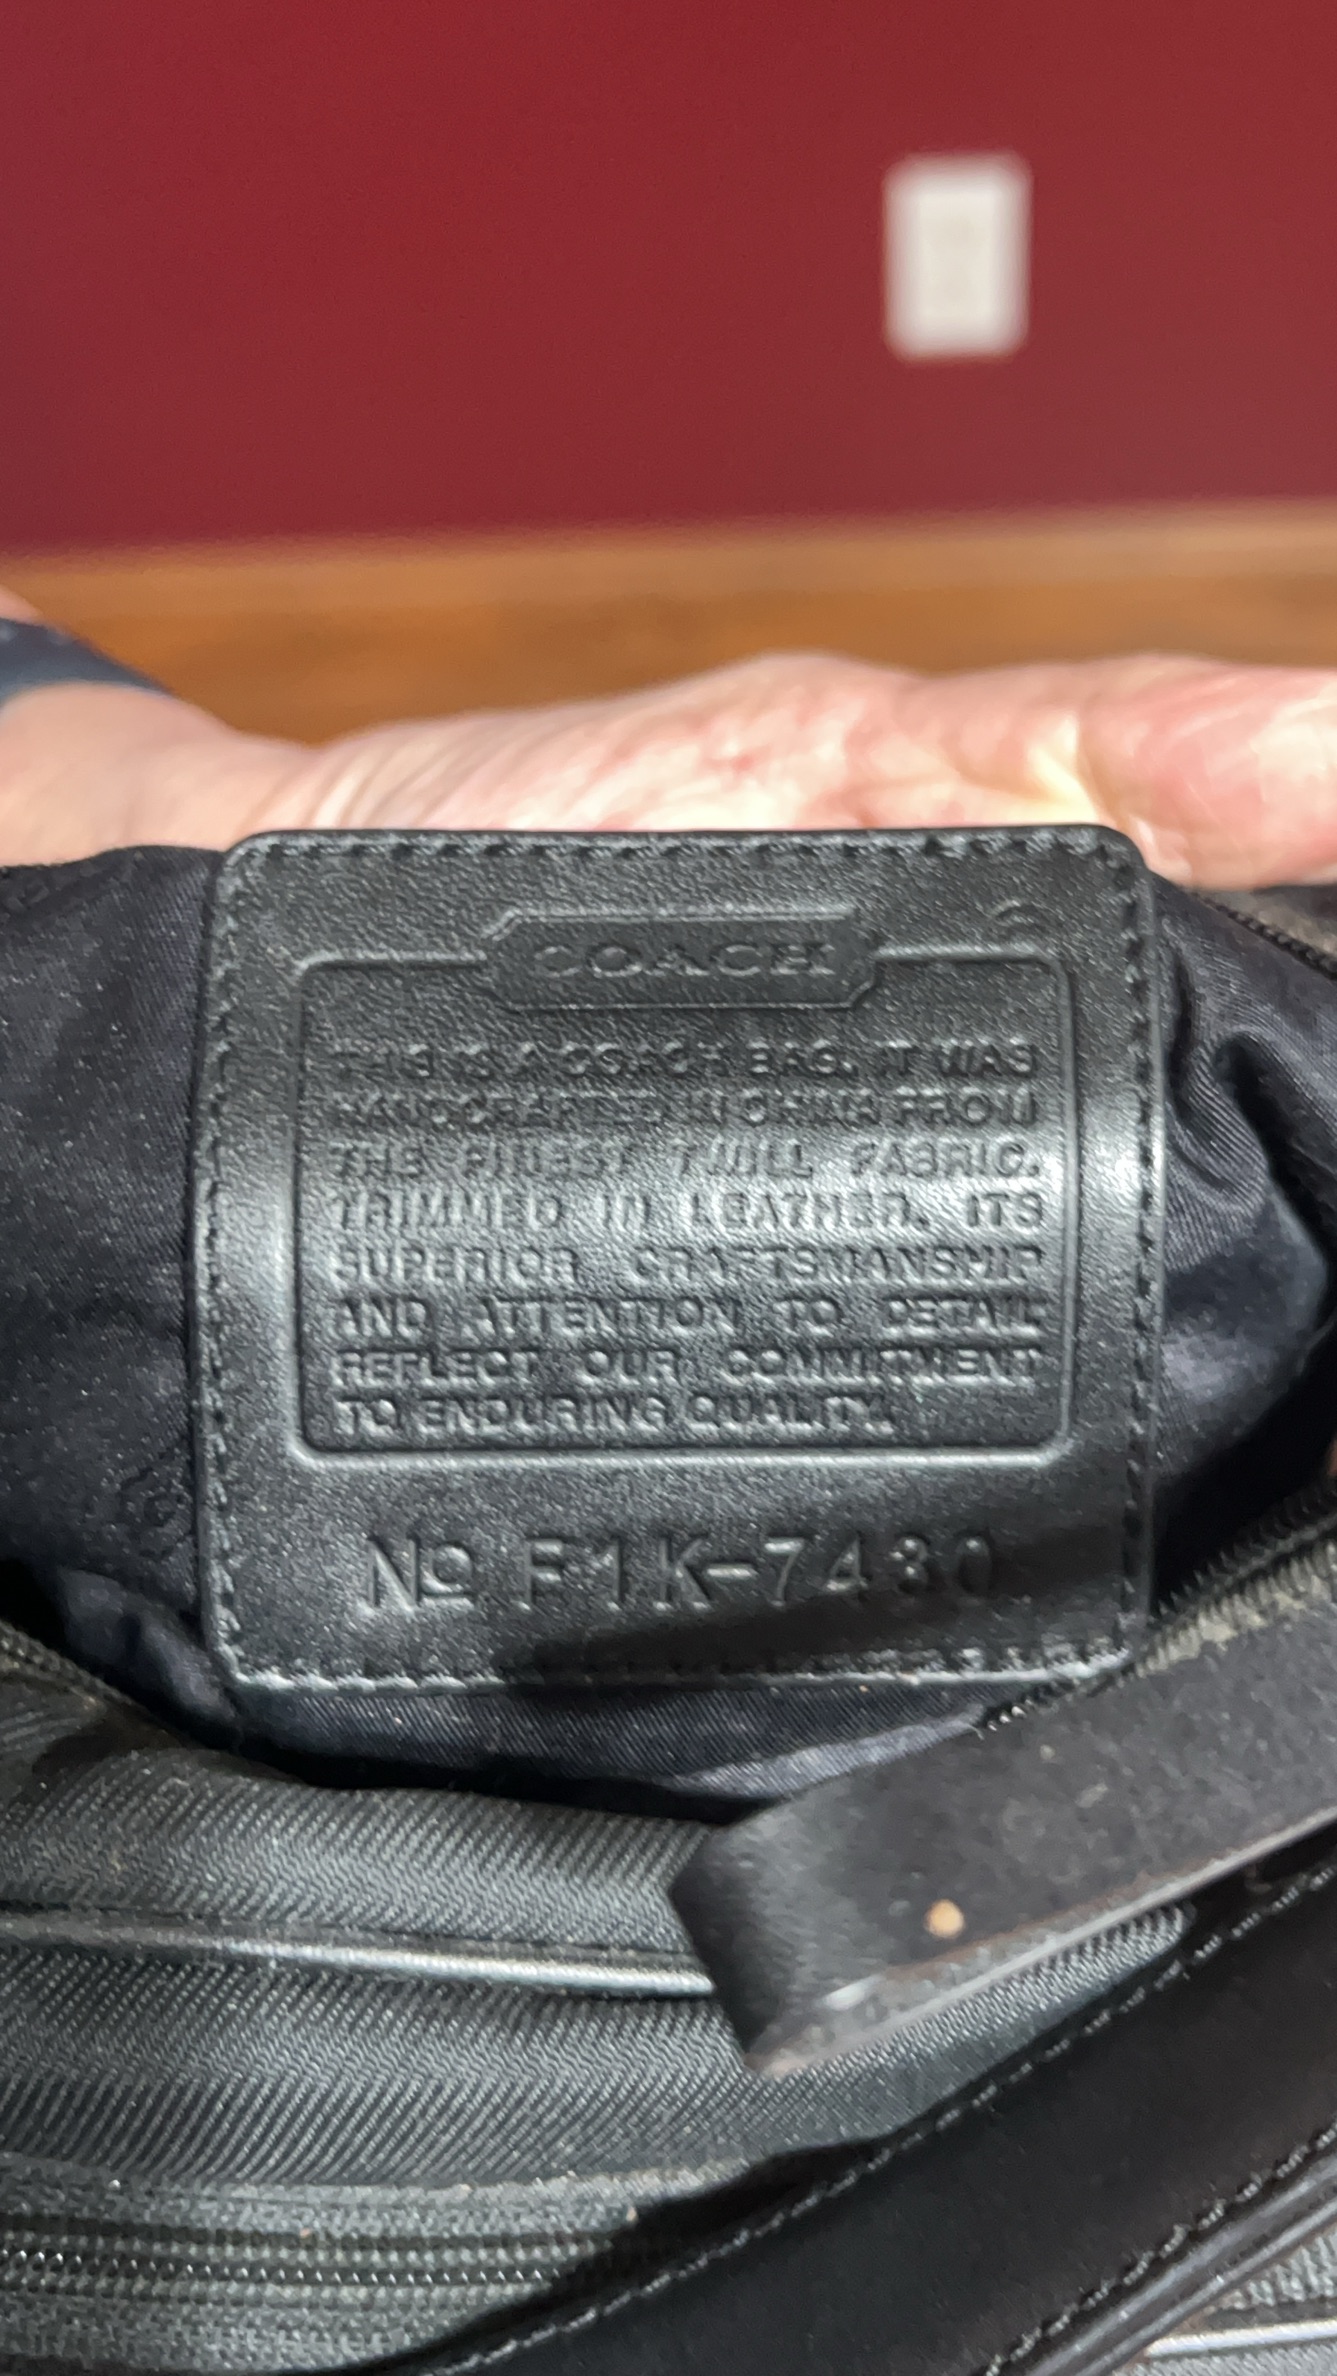 COACH
THIS IS A COACH BAG. IT WAS
HANDCRAFTED IN CHINA FROM
THE FINEST TWILL FABRIC,
TRIMMED IN LEATHER. ITS
SUPERIOR CRAFTSMANSHIP
AND ATTENTION TO DETAIL
REFLECT OUR COMMITMENT
TO ENDURING QUALITY.
No F1K-7430